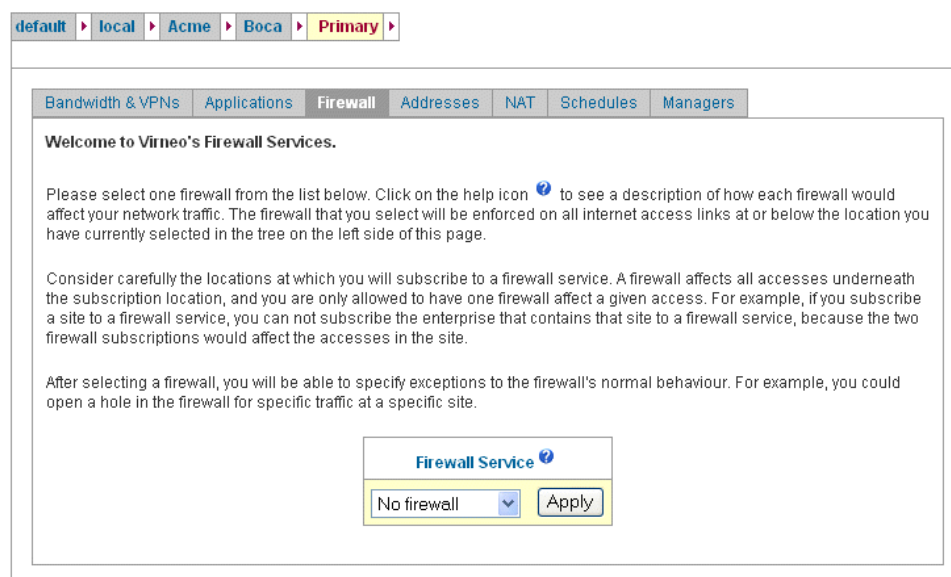 default local Acme Boca Primary
Bandwidth & VPNs Applications Firewall Addresses NAT Schedules Managers
Welcome to Virneo's Firewall Services.
Please select one firewall from the list below. Click on the help icon ? to see a description of how each firewall would
affect your network traffic. The firewall that you select will be enforced on all internet access links at or below the location you
have currently selected in the tree on the left side of this page.
Consider carefully the locations at which you will subscribe to a firewall service. A firewall affects all accesses underneath
the subscription location, and you are only allowed to have one firewall affect a given access. For example, if you subscribe
a site to a firewall service, you can not subscribe the enterprise that contains that site to a firewall service, because the two
firewall subscriptions would affect the accesses in the site.
After selecting a firewall, you will be able to specify exceptions to the firewall's normal behaviour. For example, you could
open a hole in the firewall for specific traffic at a specific site.
Firewall Service ?
No firewall Apply